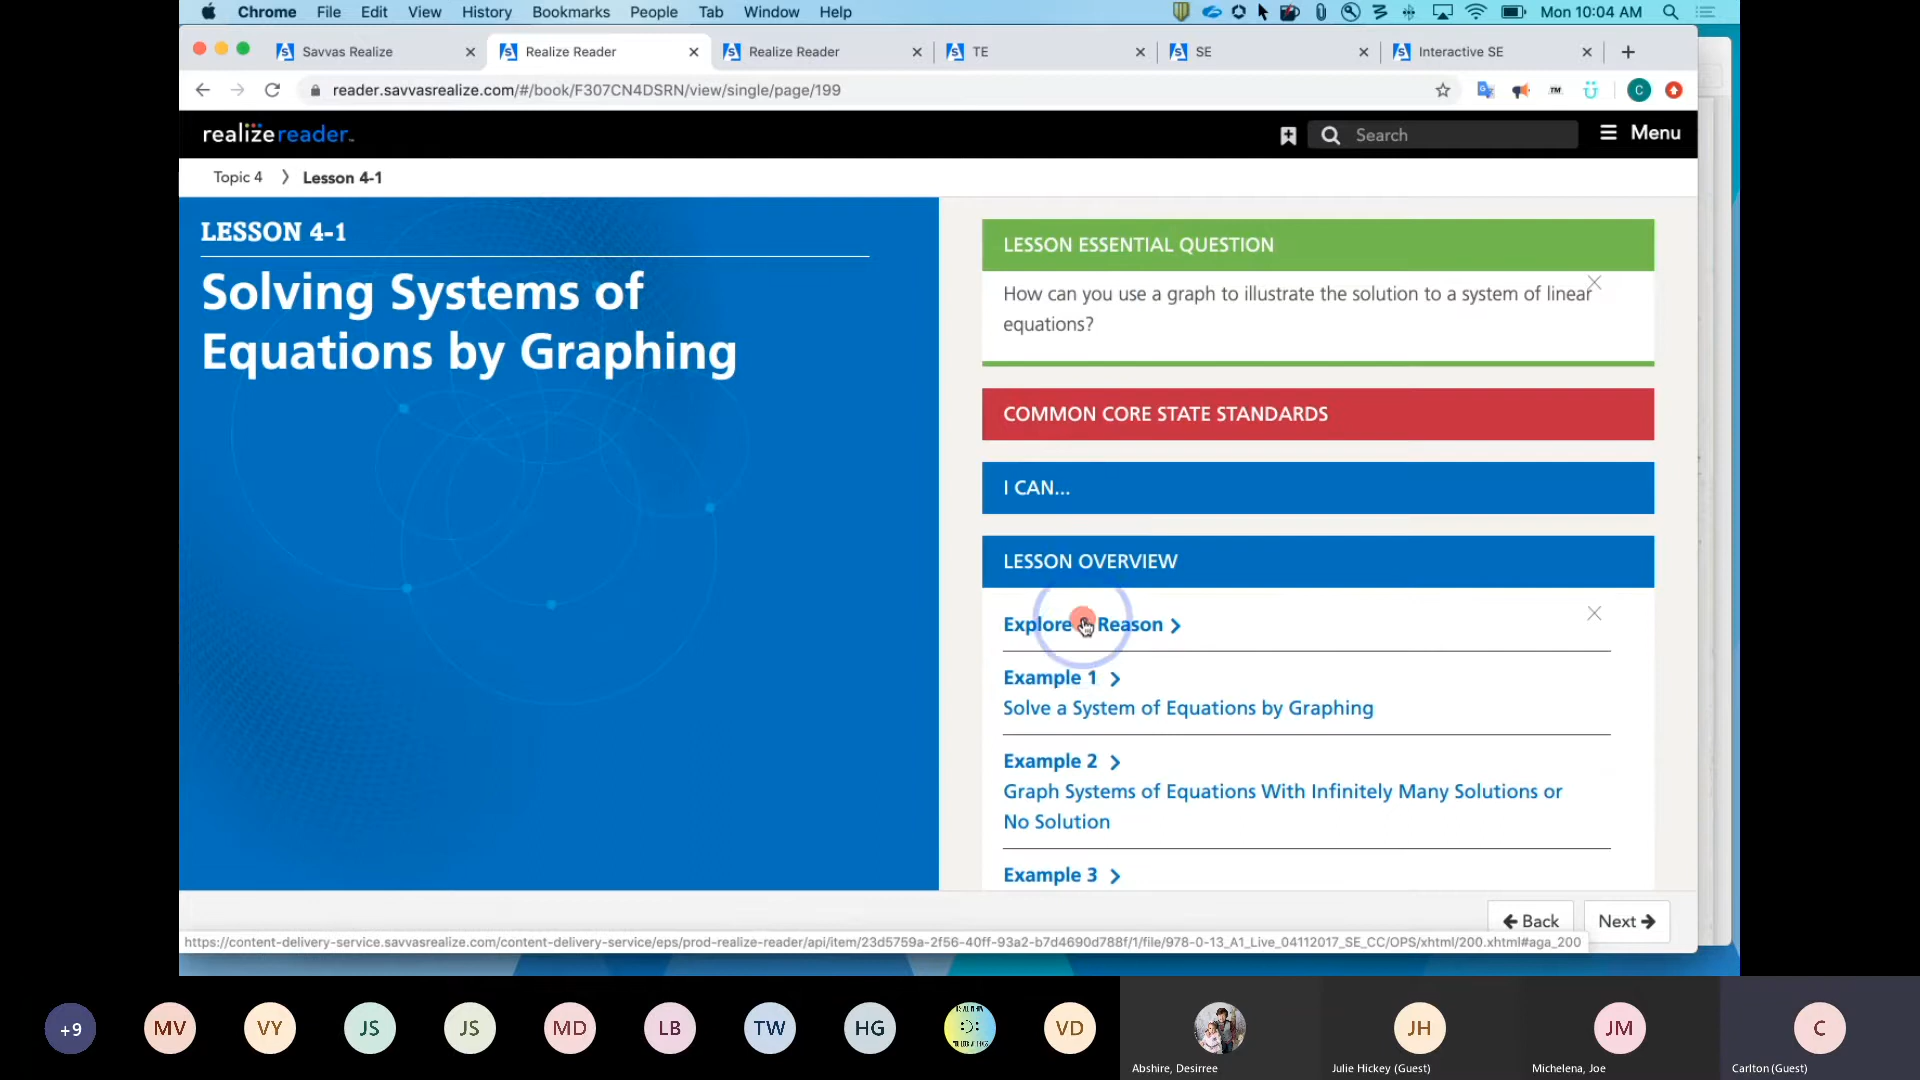 Chrome File Edit View History Bookmarks People Tab Window Help
Mon 10:04 AM
Savvas Realize
Realize Reader
Realize Reader
TE
SE
Interactive SE
reader.savvasrealize.com/#/book/F307CN4DSRN/view/single/page/199
TM
C
realizereader
Search
Menu
Topic 4 Lesson 4-1
LESSON 4-1
Solving Systems of
Equations by Graphing
LESSON ESSENTIAL QUESTION
How can you use a graph to illustrate the solution to a system of linear
equations?
COMMON CORE STATE STANDARDS
I CAN...
LESSON OVERVIEW
Explore Reason
Example 1
Solve a System of Equations by Graphing
Example 2
Graph Systems of Equations With Infinitely Many Solutions or
No Solution
Example 3
Back
Next
https://content-delivery-service.savvasrealize.com/content-delivery-service/eps/prod-realize-reader/api/item/23d5759a-2f56-40ff-93a2-b7d4690d788f/1/file/978-0-13_A1_Live_04112017_SE_CC/OPS/xhtml/200.xhtml#aga_200
+9
MV
VY
JS
JS
MD
LB
TW
HG
VD
JH
JM
C
Abshire, Desirree
Julie Hickey (Guest)
Michelena, Joe
Carlton (Guest)